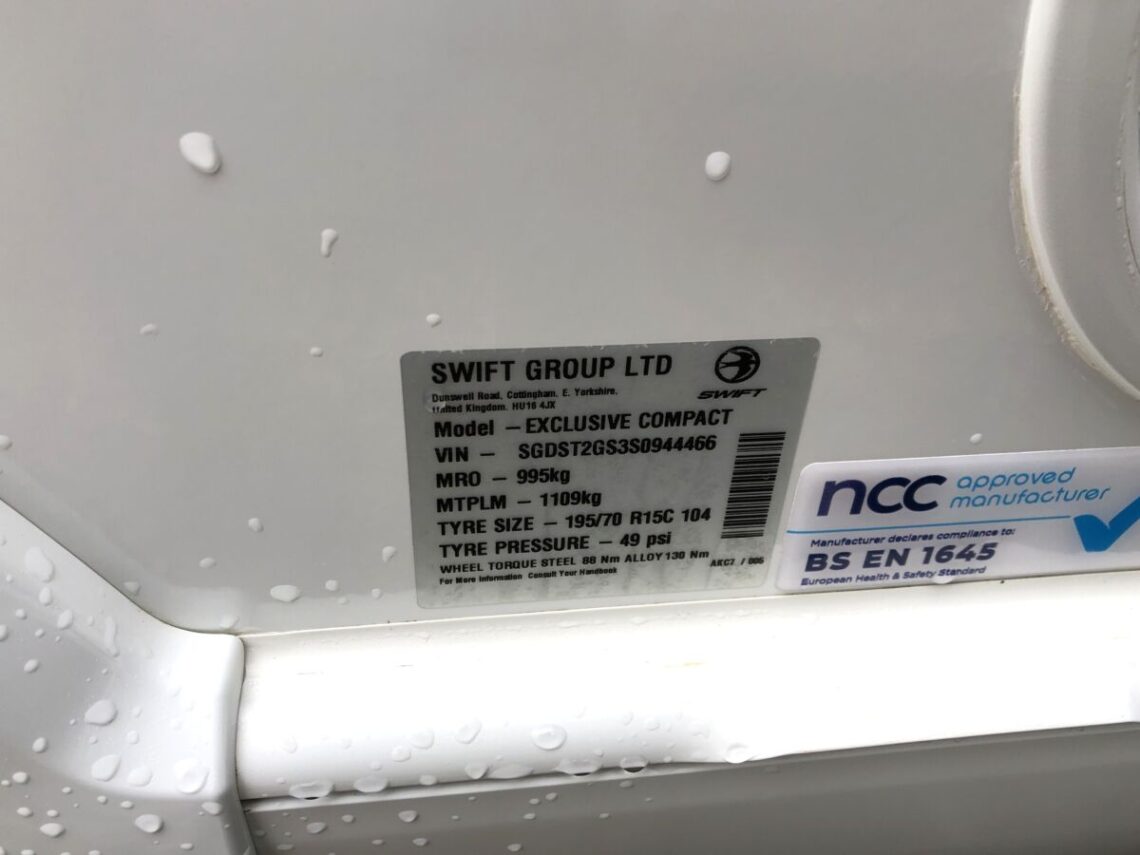 SWIFT GROUP LTD
SWIFT
Dunswell Road, Cottingham. E. Yorkshire.
United Kingdom. HU16 4JX
Model – EXCLUSIVE COMPACT
VIN – SGDST2GS3S0944466
MRO – 995kg
MTPLM – 1109kg
TYRE SIZE – 195/70 R15C 104
TYRE PRESSURE – 49 psi
WHEEL TORQUE STEEL 88 Nm ALLOY 130 Nm
For More Information Consult Your Handbook
AKC7 / 006
ncc approved manufacturer
Manufacturer declares compliance to:
BS EN 1645
European Health & Safety Standard